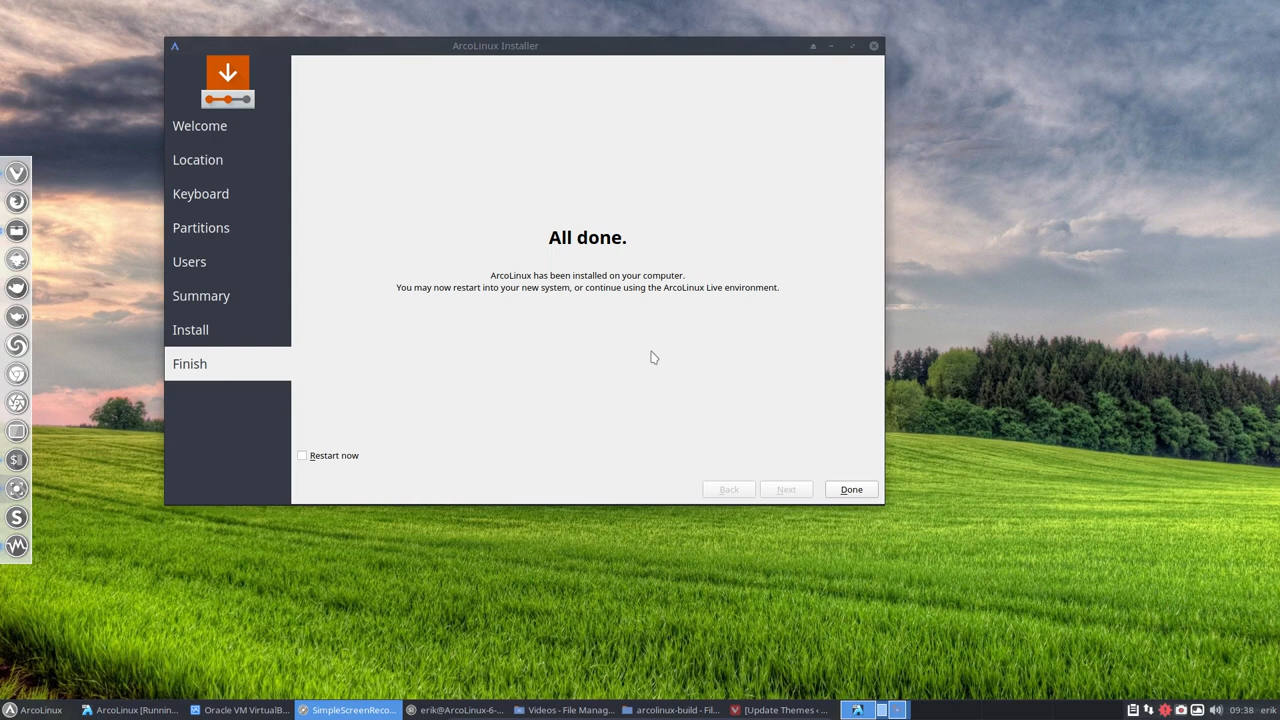 ArcoLinux Installer
Welcome
Location
Keyboard
Partitions
Users
Summary
Install
Finish
All done.
ArcoLinux has been installed on your computer.
You may now restart into your new system, or continue using the ArcoLinux Live environment.
Restart now
Back
Next
Done
ArcoLinux
ArcoLinux [Runnin...
Oracle VM VirtualB...
SimpleScreenReco...
erik@ArcoLinux-6-...
Videos - File Manag...
arcolinux-build - Fil...
[Update Themes ‹ ...
09:38
erik